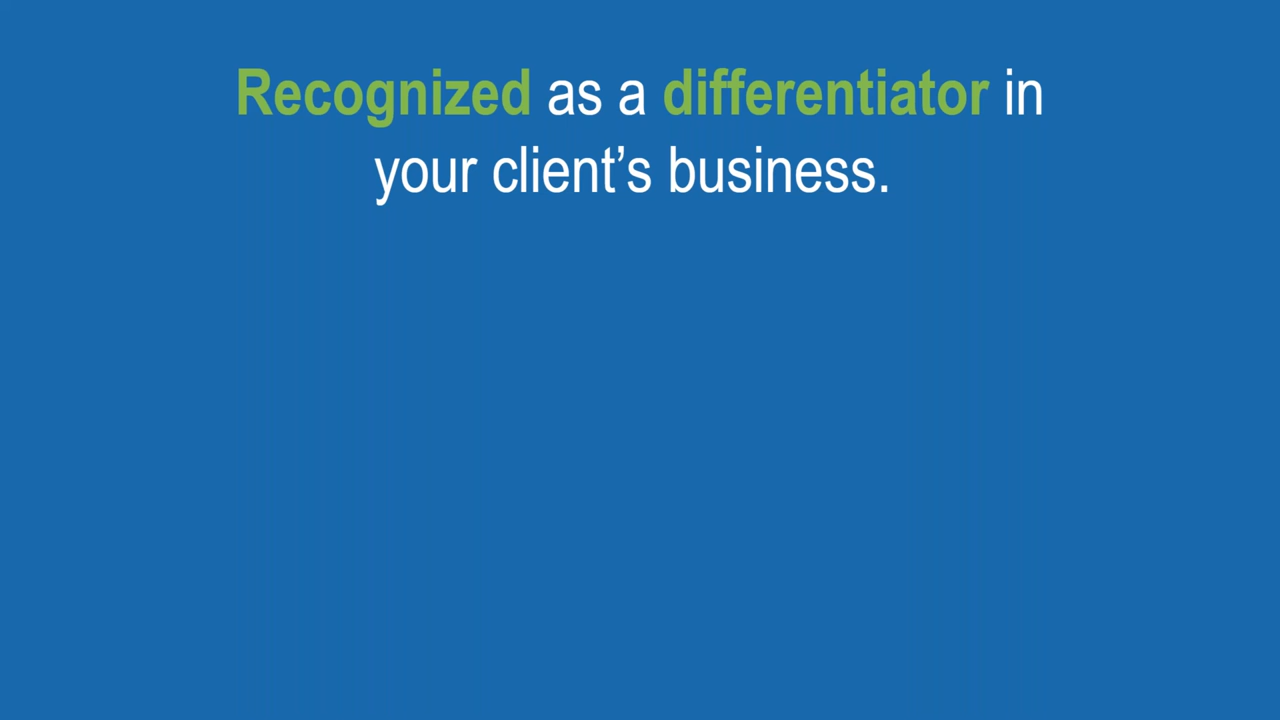 Recognized as a differentiator in
your client’s business.